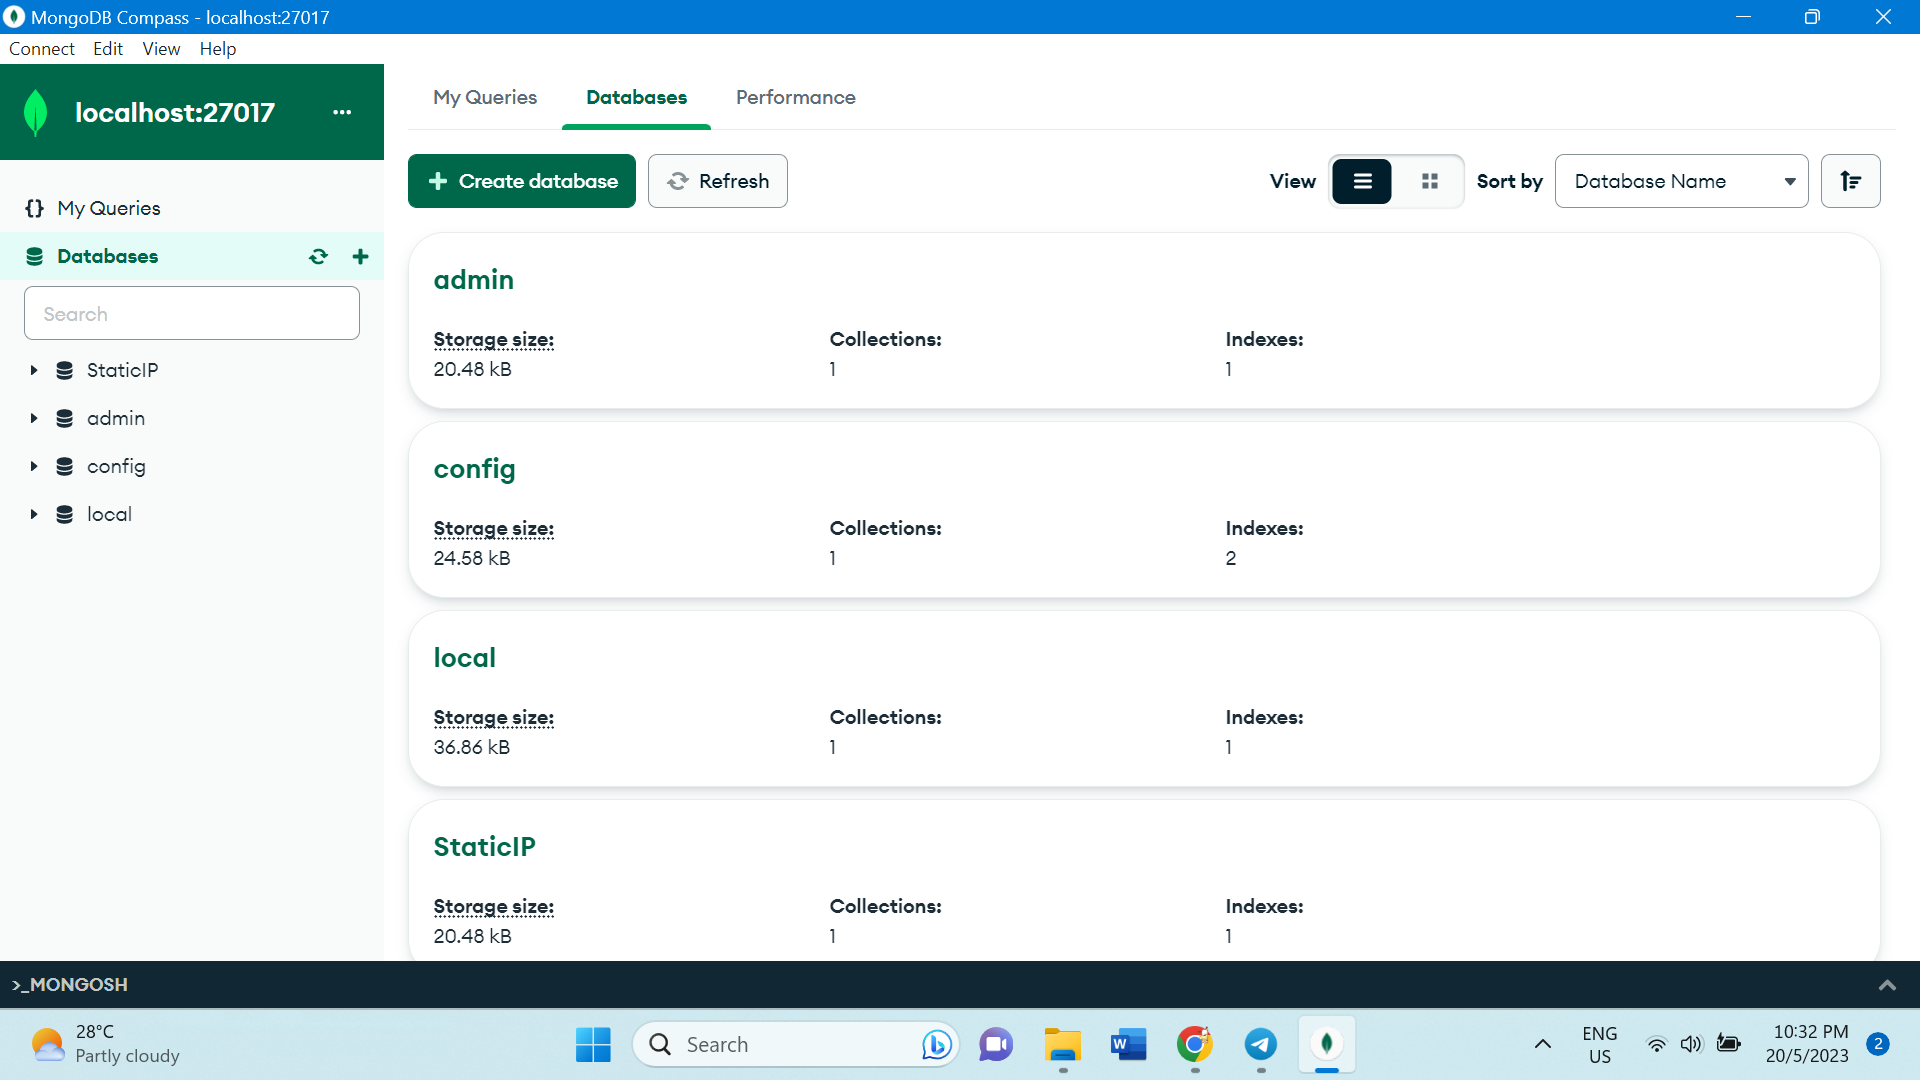 MongoDB Compass - localhost:27017
Connect Edit View Help
localhost:27017 ...
My Queries
Databases
Search
StaticIP
admin
config
local
My Queries Databases Performance
Create database Refresh View Sort by Database Name
admin
Storage size: Collections: Indexes:
20.48 kB 1 1
config
Storage size: Collections: Indexes:
24.58 kB 1 2
local
Storage size: Collections: Indexes:
36.86 kB 1 1
StaticIP
Storage size: Collections: Indexes:
20.48 kB 1 1
>_MONGOSH
28°C
Partly cloudy
Search
ENG
US
10:32 PM
20/5/2023
2